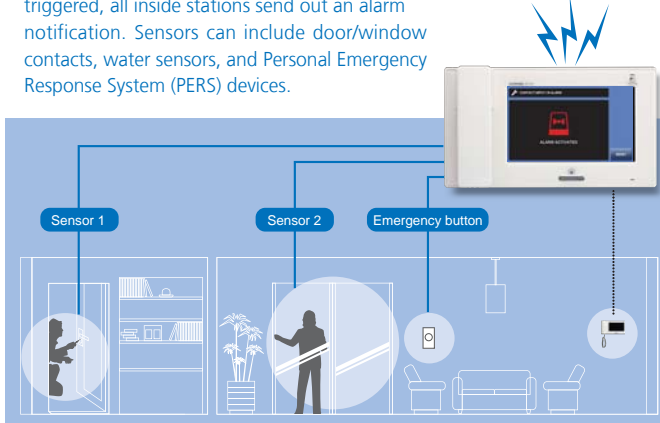 triggered, all inside stations send out an alarm
notification. Sensors can include door/window
contacts, water sensors, and Personal Emergency
Response System (PERS) devices.
ALARM ACTIVATED
Sensor 1
Sensor 2
Emergency button